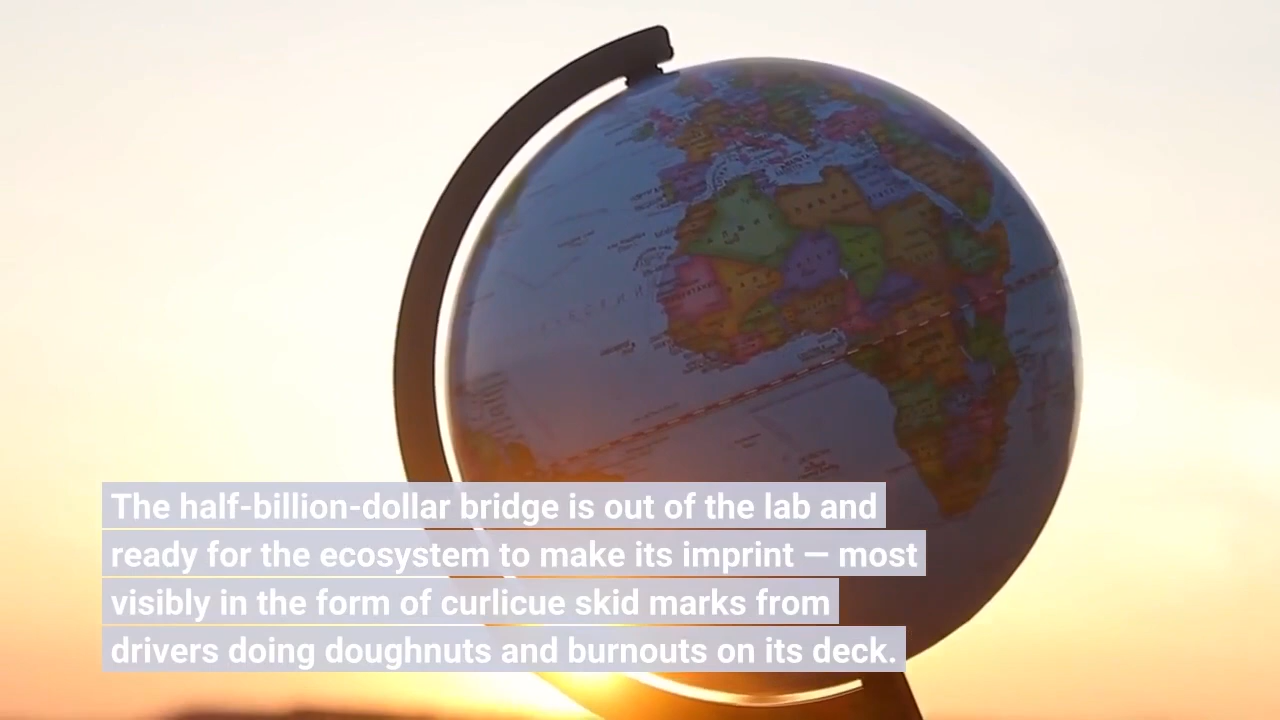 The half-billion-dollar bridge is out of the lab and
ready for the ecosystem to make its imprint — most
visibly in the form of curlicue skid marks from
drivers doing doughnuts and burnouts on its deck.